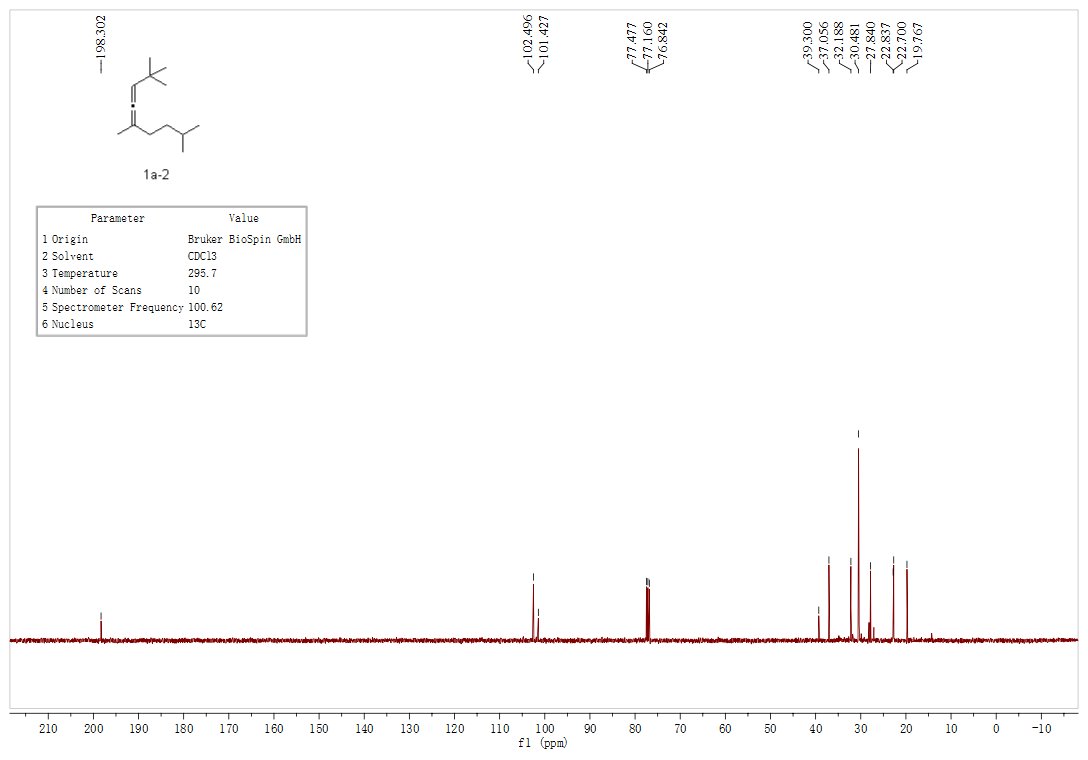 198.302
102.496
101.427
77.477
77.160
76.842
39.300
37.056
32.188
30.481
27.840
22.837
22.700
19.767
1a-2
Parameter Value
1 Origin Bruker BioSpin GmbH
2 Solvent CDCl3
3 Temperature 295.7
4 Number of Scans 10
5 Spectrometer Frequency 100.62
6 Nucleus 13C
210 200 190 180 170 160 150 140 130 120 110 100 90 80 70 60 50 40 30 20 10 0 -10
f1 (ppm)